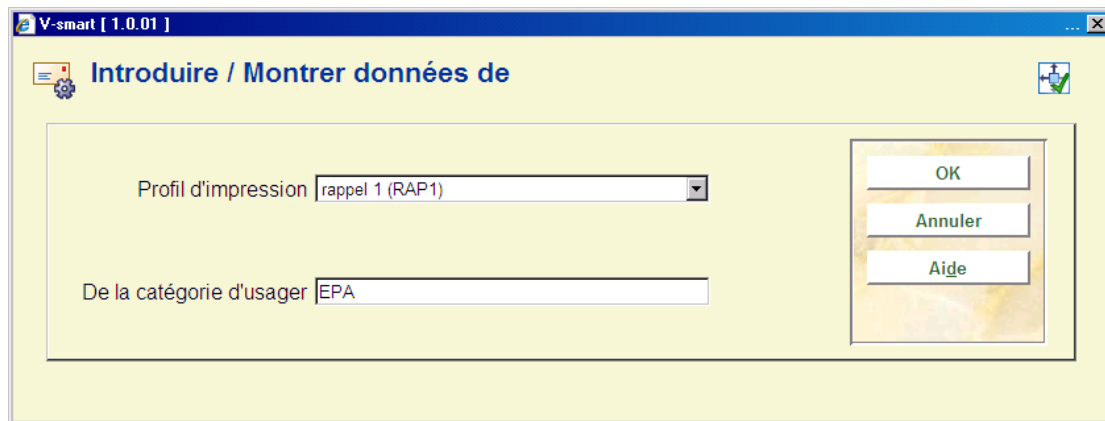 V-smart [ 1.0.01 ] ...
Introduire / Montrer données de
Profil d'impression rappel 1 (RAP1)
De la catégorie d'usager EPA
OK
Annuler
Aide